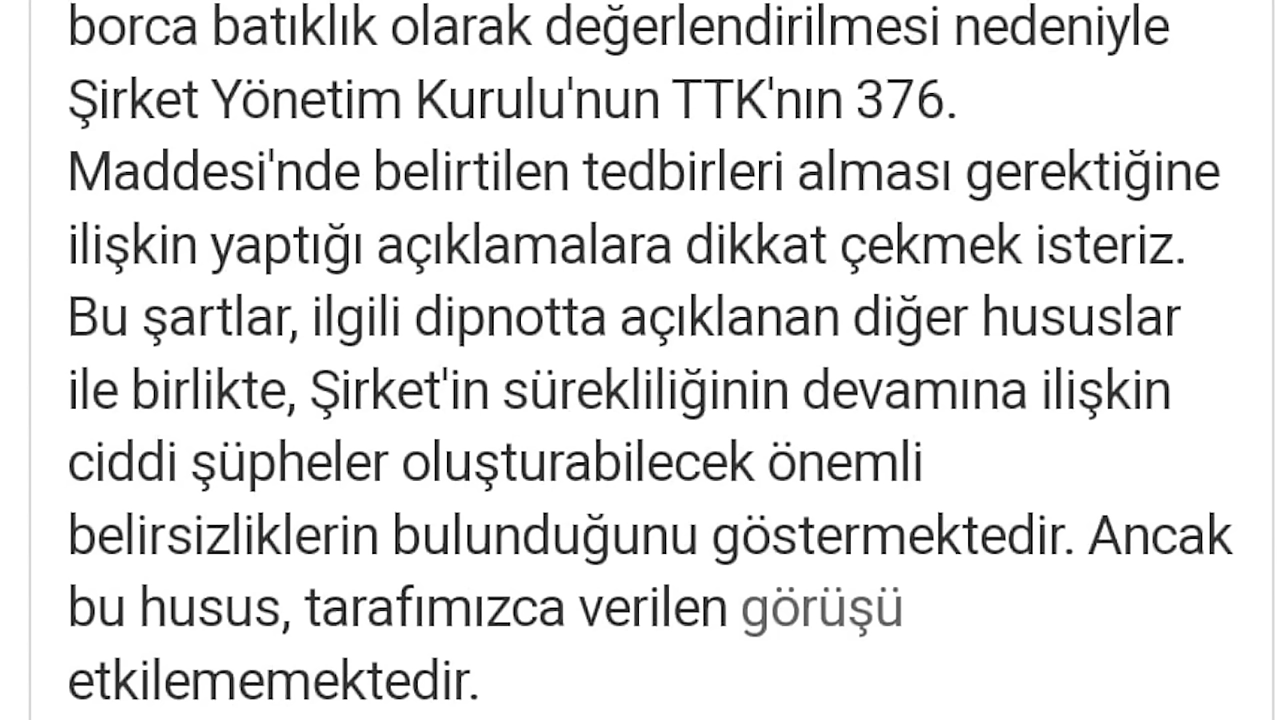 borca batıklık olarak değerlendirilmesi nedeniyle
Şirket Yönetim Kurulu'nun TTK'nın 376.
Maddesi'nde belirtilen tedbirleri alması gerektiğine
ilişkin yaptığı açıklamalara dikkat çekmek isteriz.
Bu şartlar, ilgili dipnotta açıklanan diğer hususlar
ile birlikte, Şirket'in sürekliliğinin devamına ilişkin
ciddi şüpheler oluşturabilecek önemli
belirsizliklerin bulunduğunu göstermektedir. Ancak
bu husus, tarafımızca verilen görüşü
etkilememektedir.